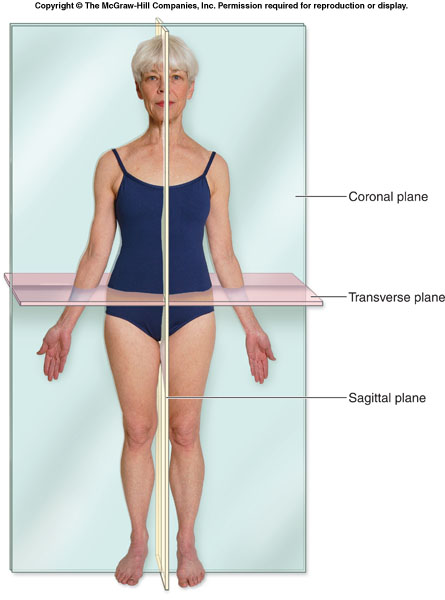 Copyright © The McGraw-Hill Companies, Inc. Permission required for reproduction or display.
Coronal plane
Transverse plane
Sagittal plane